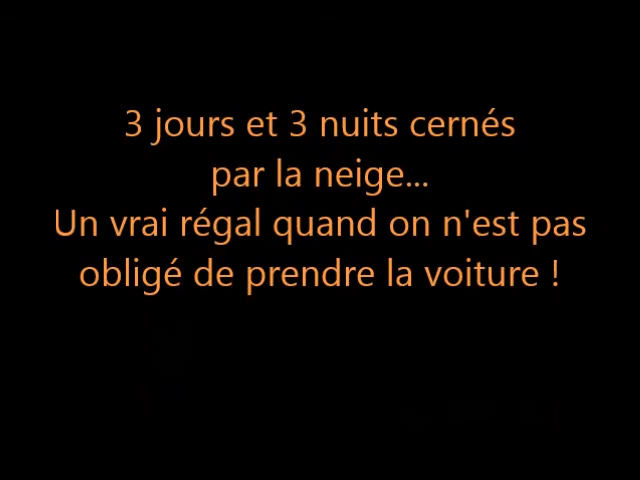 3 jours et 3 nuits cernés
par la neige...
Un vrai régal quand on n'est pas
obligé de prendre la voiture !